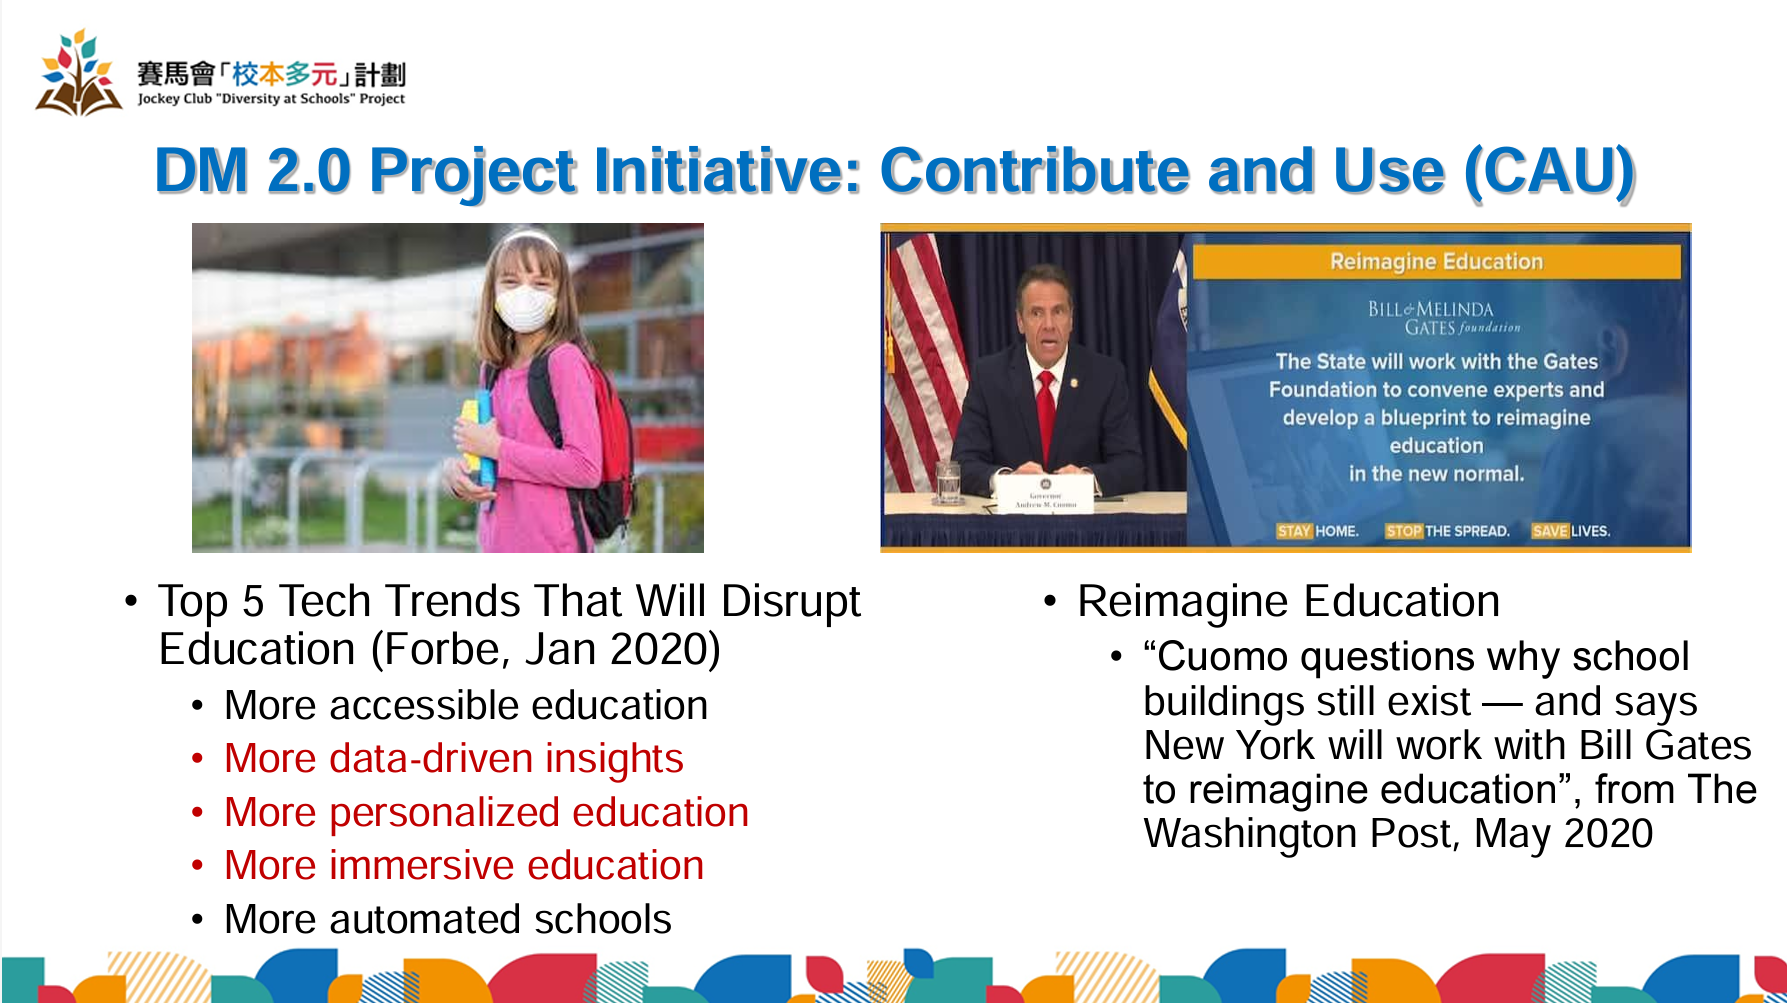 賽馬會「校本多元」計劃
Jockey Club "Diversity at Schools" Project
DM 2.0 Project Initiative: Contribute and Use (CAU)
Reimagine Education
BILL & MELINDA
GATES foundation
The State will work with the Gates
Foundation to convene experts and
develop a blueprint to reimagine
education
in the new normal.
STAY HOME. STOP THE SPREAD. SAVE LIVES.
Governor
Andrew M. Cuomo
• Top 5 Tech Trends That Will Disrupt
Education (Forbe, Jan 2020)
• More accessible education
• More data-driven insights
• More personalized education
• More immersive education
• More automated schools
• Reimagine Education
• “Cuomo questions why school
buildings still exist — and says
New York will work with Bill Gates
to reimagine education”, from The
Washington Post, May 2020